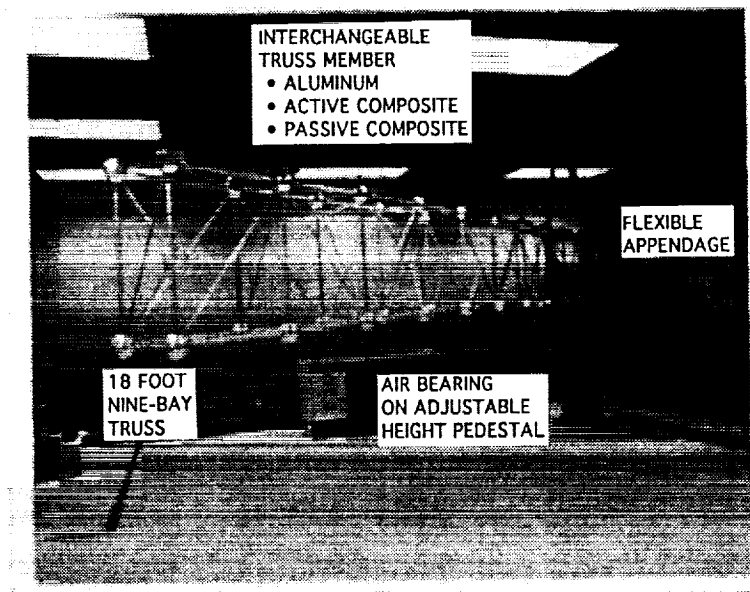 INTERCHANGEABLE
TRUSS MEMBER
• ALUMINUM
• ACTIVE COMPOSITE
• PASSIVE COMPOSITE
FLEXIBLE
APPENDAGE
18 FOOT
NINE-BAY
TRUSS
AIR BEARING
ON ADJUSTABLE
HEIGHT PEDESTAL